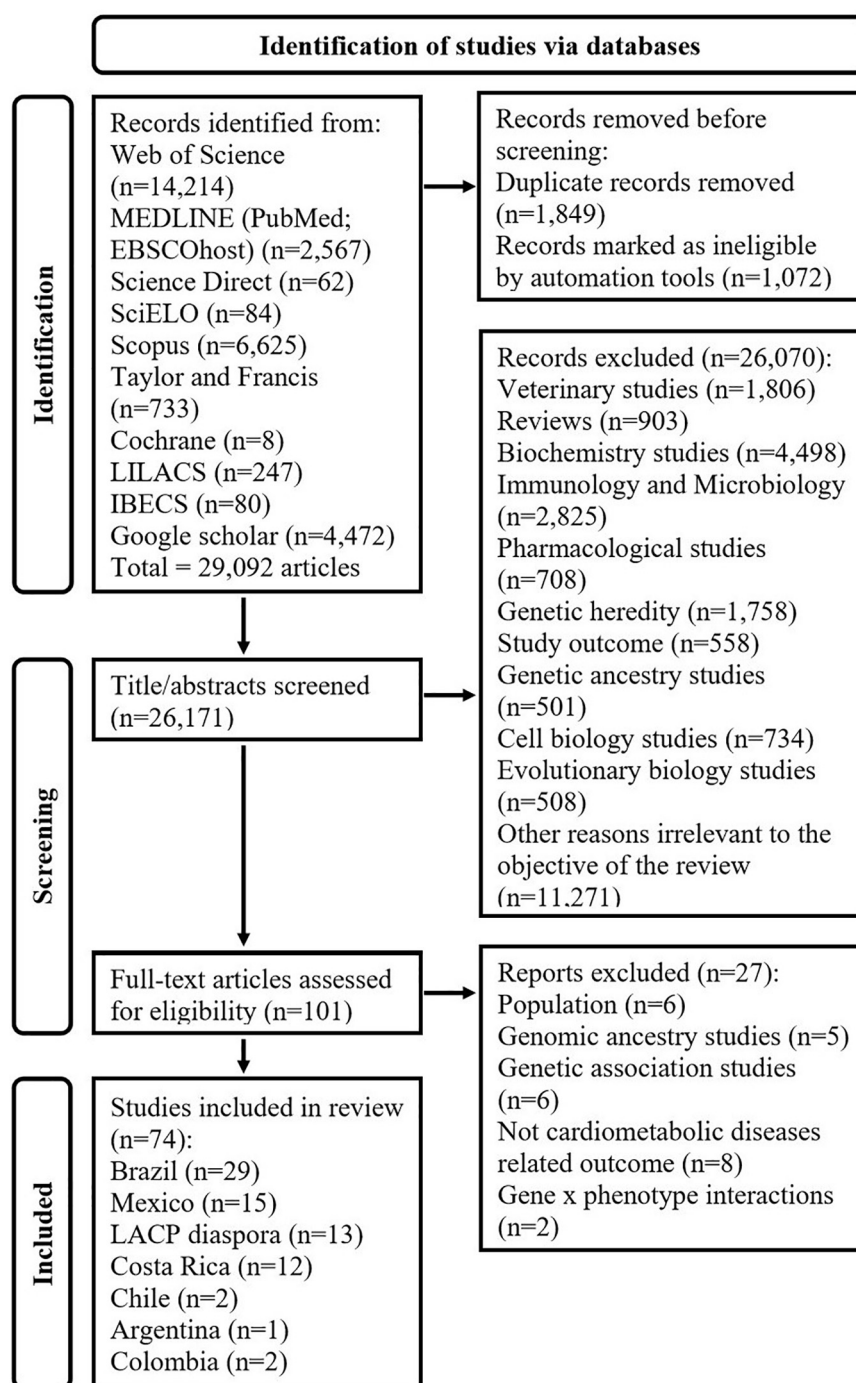 Identification of studies via databases
Identification
Records identified from:
Web of Science
(n=14,214)
MEDLINE (PubMed;
EBSCOhost) (n=2,567)
Science Direct (n=62)
SciELO (n=84)
Scopus (n=6,625)
Taylor and Francis
(n=733)
Cochrane (n=8)
LILACS (n=247)
IBECS (n=80)
Google scholar (n=4,472)
Total = 29,092 articles
Records removed before
screening:
Duplicate records removed
(n=1,849)
Records marked as ineligible
by automation tools (n=1,072)
Screening
Title/abstracts screened
(n=26,171)
Records excluded (n=26,070):
Veterinary studies (n=1,806)
Reviews (n=903)
Biochemistry studies (n=4,498)
Immunology and Microbiology
(n=2,825)
Pharmacological studies
(n=708)
Genetic heredity (n=1,758)
Study outcome (n=558)
Genetic ancestry studies
(n=501)
Cell biology studies (n=734)
Evolutionary biology studies
(n=508)
Other reasons irrelevant to the
objective of the review
(n=11,271)
Full-text articles assessed
for eligibility (n=101)
Reports excluded (n=27):
Population (n=6)
Genomic ancestry studies (n=5)
Genetic association studies
(n=6)
Not cardiometabolic diseases
related outcome (n=8)
Gene x phenotype interactions
(n=2)
Included
Studies included in review
(n=74):
Brazil (n=29)
Mexico (n=15)
LACP diaspora (n=13)
Costa Rica (n=12)
Chile (n=2)
Argentina (n=1)
Colombia (n=2)